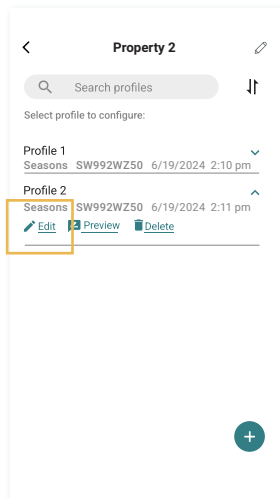 Property 2
Search profiles
Select profile to configure:
Profile 1
Seasons SW992WZ50 6/19/2024 2:10 pm
Profile 2
Seasons SW992WZ50 6/19/2024 2:11 pm
Edit Preview Delete